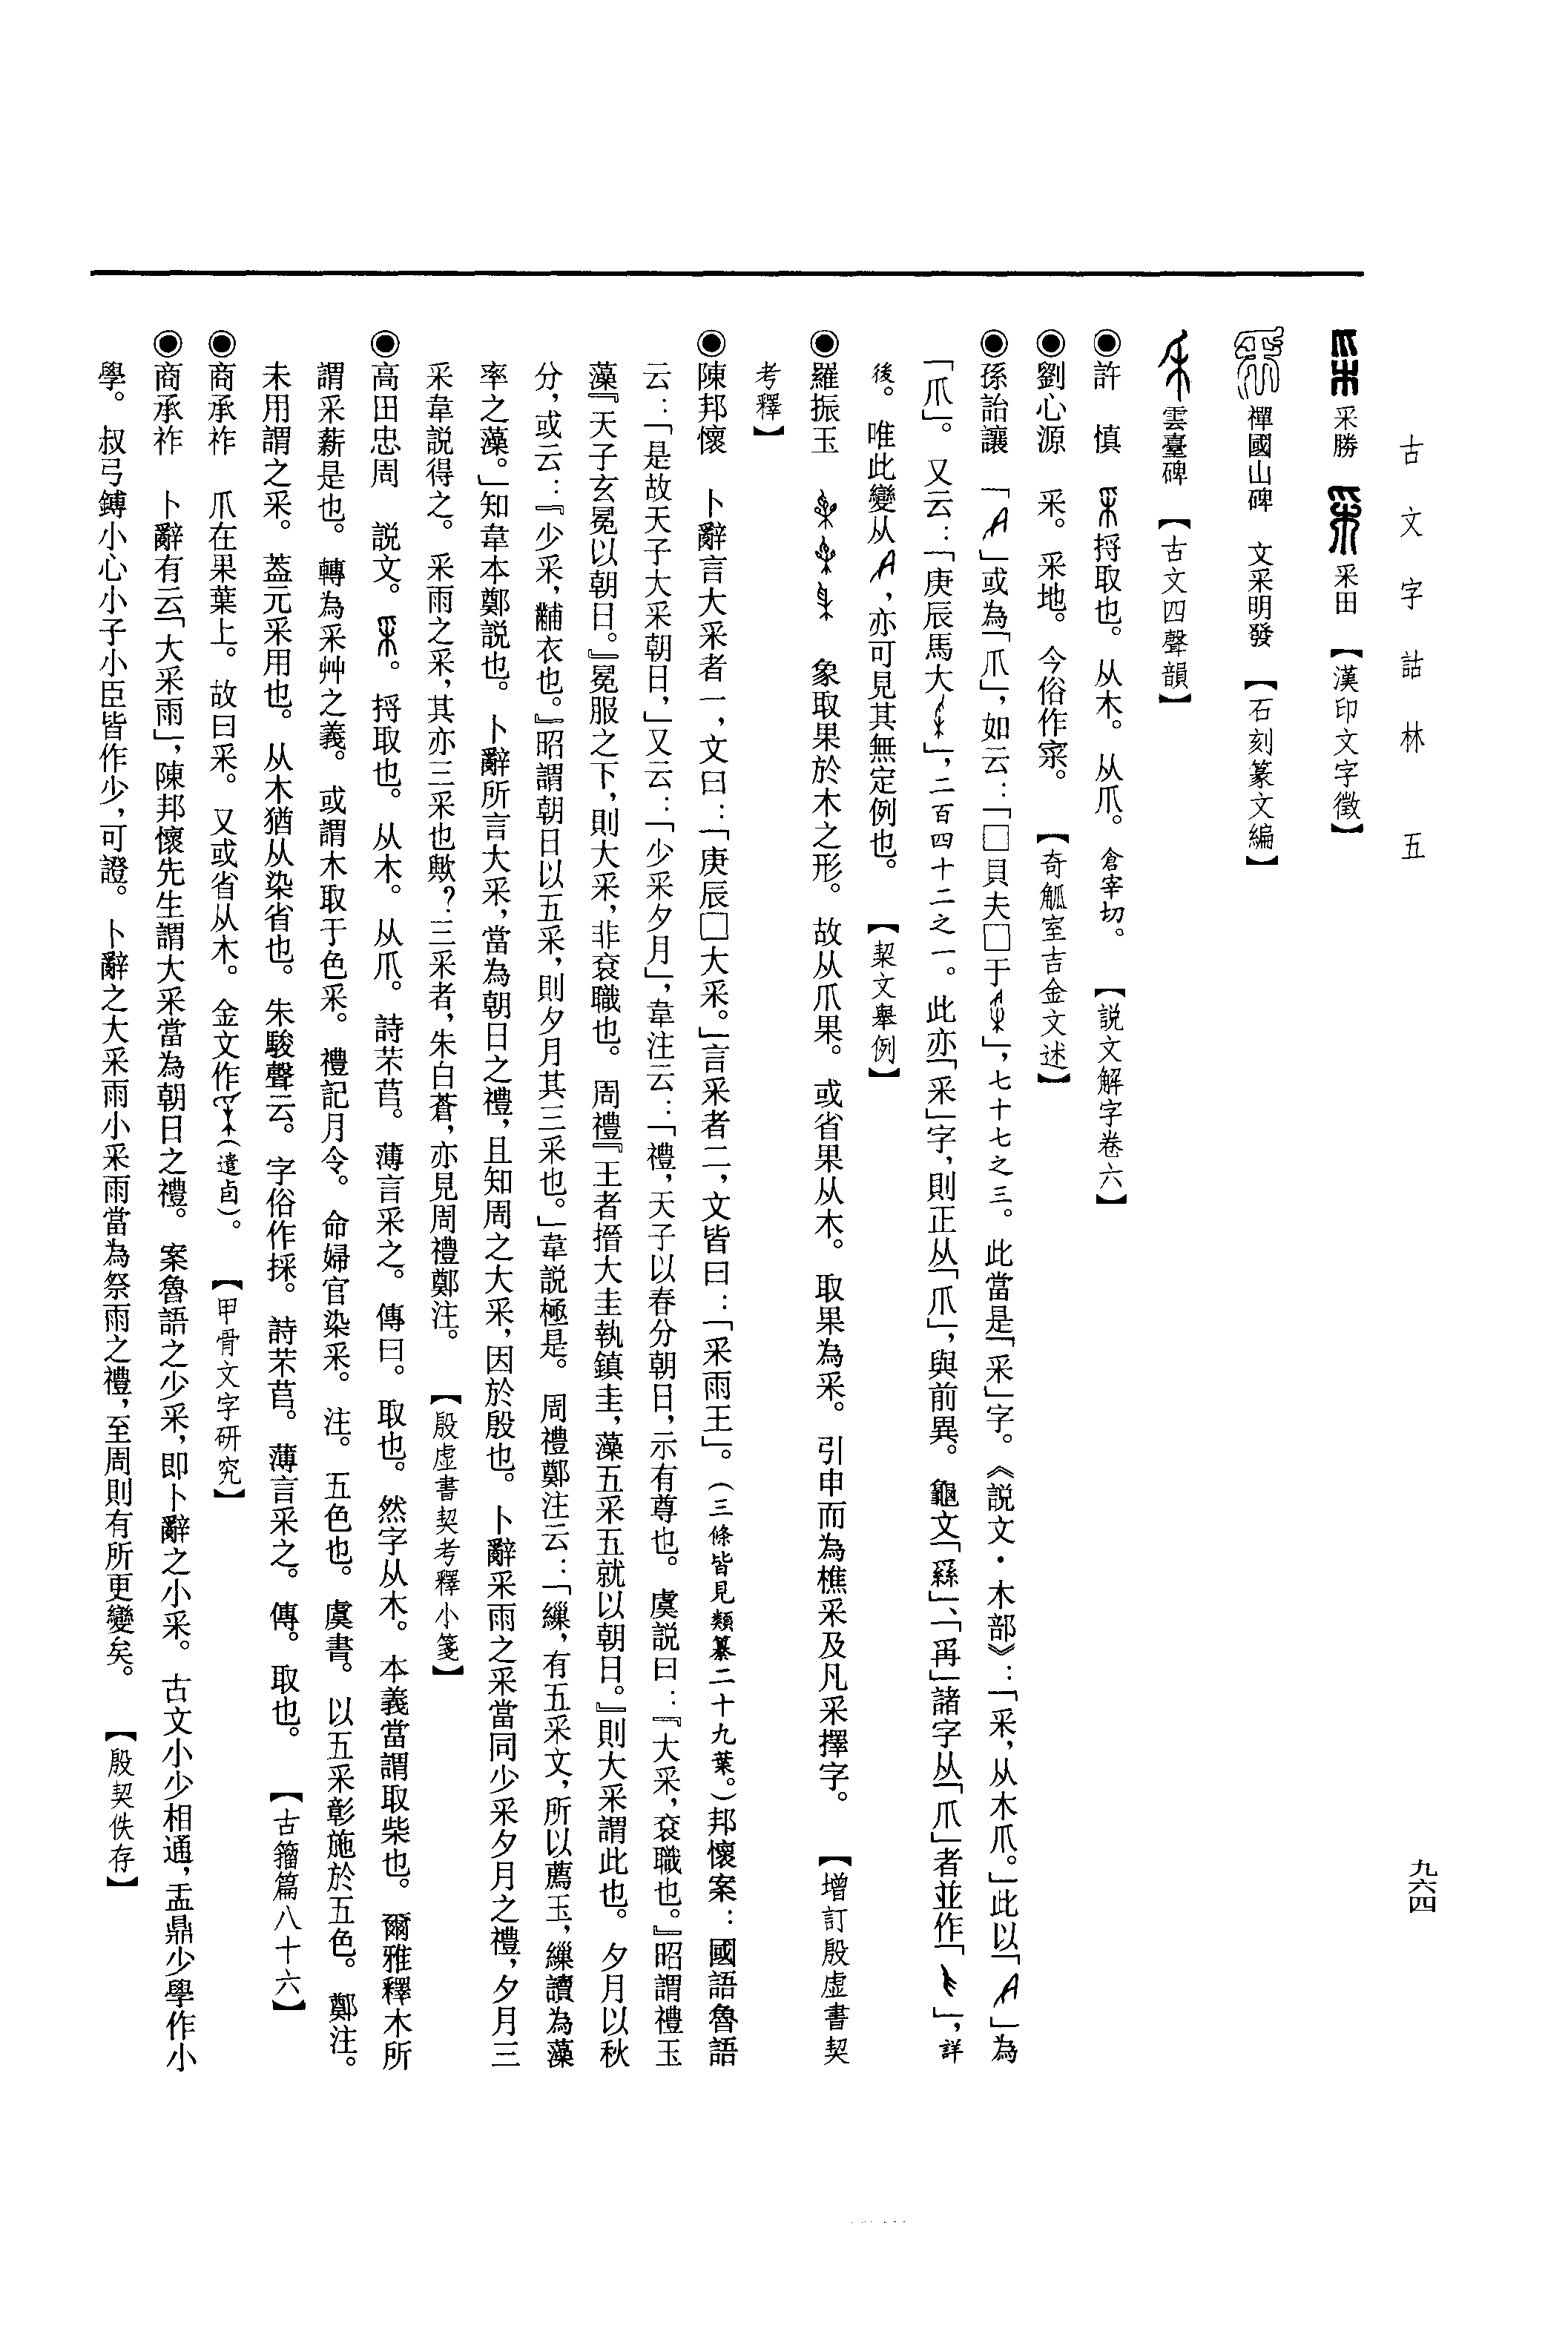 古文字詁林　五
九六四
采勝　采田　【漢印文字徵】
禪國山碑　文采明發　【石刻篆文編】
雲臺碑　【古文四聲韻】
◉許　慎　捋取也。从木。从爪。倉宰切。　【説文解字卷六】
◉劉心源　采。采地。今俗作寀。　【奇觚室吉金文述】
◉孫詒讓　「」或為「爪」，如云：「□貝夫□于」，七十七之三。此當是「采」字。《説文・木部》：「采，从木爪。」此以「」為
「爪」。又云：「庚辰馬大」，二百四十二之一。此亦「采」字，則正从「爪」，與前異。龜文「繇」、「再」諸字从「爪」者並作「」，詳
後。唯此變从，亦可見其無定例也。　【契文舉例】
◉羅振玉　象取果於木之形。故从爪果。或省果从木。取果為采。引申而為樵采及凡采擇字。　【增訂殷虛書契
考釋】
◉陳邦懷　卜辭言大采者一，文曰：「庚辰□大采。」言采者二，文皆曰：「采雨王」。（三條皆見類纂二十九葉。）邦懷案：國語魯語
云：「是故天子大采朝日，」又云：「少采夕月」，韋注云：「禮，天子以春分朝日，示有尊也。虞説曰：『大采，袞職也。』昭謂禮玉
藻『天子玄冕以朝日。』冕服之下，則大采，非袞職也。周禮『王者搢大圭執鎮圭，藻五采五就以朝日。』則大采謂此也。夕月以秋
分，或云：『少采，黼衣也。』昭謂朝日以五采，則夕月其三采也。」韋説極是。周禮鄭注云：「繅，有五采文，所以薦玉，繅讀為藻
率之藻。」知韋本鄭説也。卜辭所言大采，當為朝日之禮，且知周之大采，因於殷也。卜辭采雨之采當同少采夕月之禮，夕月三
采韋説得之。采雨之采，其亦三采也歟？三采者，朱白蒼，亦見周禮鄭注。　【殷虛書契考釋小箋】
◉高田忠周　説文。。捋取也。从木。从爪。詩芣苢。薄言采之。傳曰。取也。然字从木。本義當謂取柴也。爾雅釋木所
謂采薪是也。轉為采艸之義。或謂木取于色采。禮記月令。命婦官染采。注。五色也。虞書。以五采彰施於五色。鄭注。
未用謂之采。葢元采用也。从木猶从染省也。朱駿聲云。字俗作採。詩芣苢。薄言采之。傳。取也。　【古籀篇八十六】
◉商承祚　爪在果葉上。故曰采。又或省从木。金文作（遣卣）。　【甲骨文字研究】
◉商承祚　卜辭有云「大采雨」，陳邦懷先生謂大采當為朝日之禮。案魯語之少采，即卜辭之小采。古文小少相通，盂鼎少學作小
學。叔弓鎛小心小子小臣皆作少，可證。卜辭之大采雨小采雨當為祭雨之禮，至周則有所更變矣。　【殷契佚存】